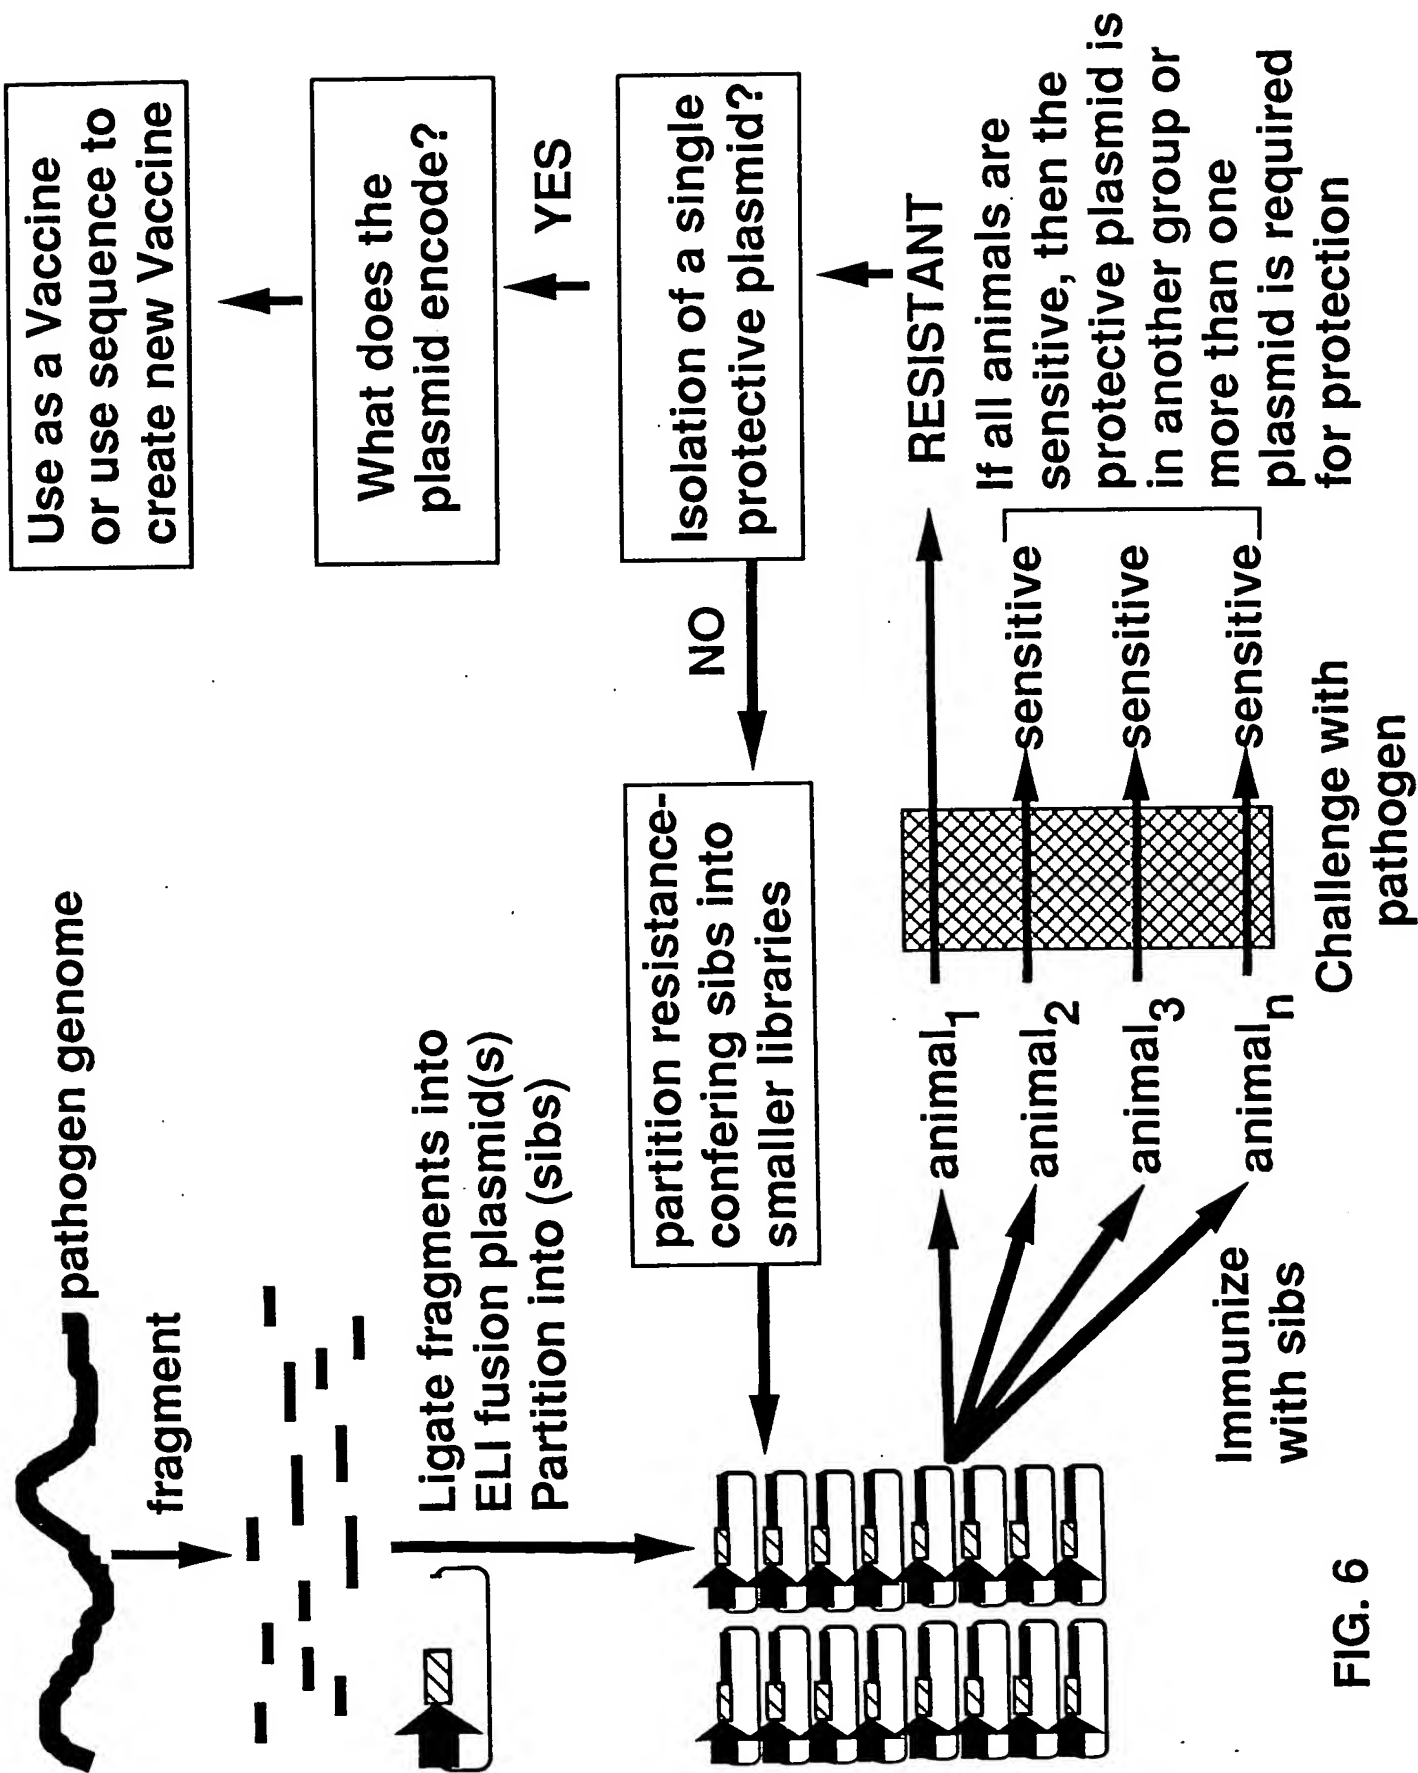 pathogen genome
fragment
Ligate fragments into
ELI fusion plasmid(s)
Partition into (sibs)
Immunize
with sibs
animal1
animal2
animal3
animaln
Challenge with
pathogen
RESISTANT
sensitive
sensitive
sensitive
If all animals are
sensitive, then the
protective plasmid is
in another group or
more than one
plasmid is required
for protection
Isolation of a single
protective plasmid?
NO
partition resistance-
confering sibs into
smaller libraries
YES
What does the
plasmid encode?
Use as a Vaccine
or use sequence to
create new Vaccine
FIG. 6